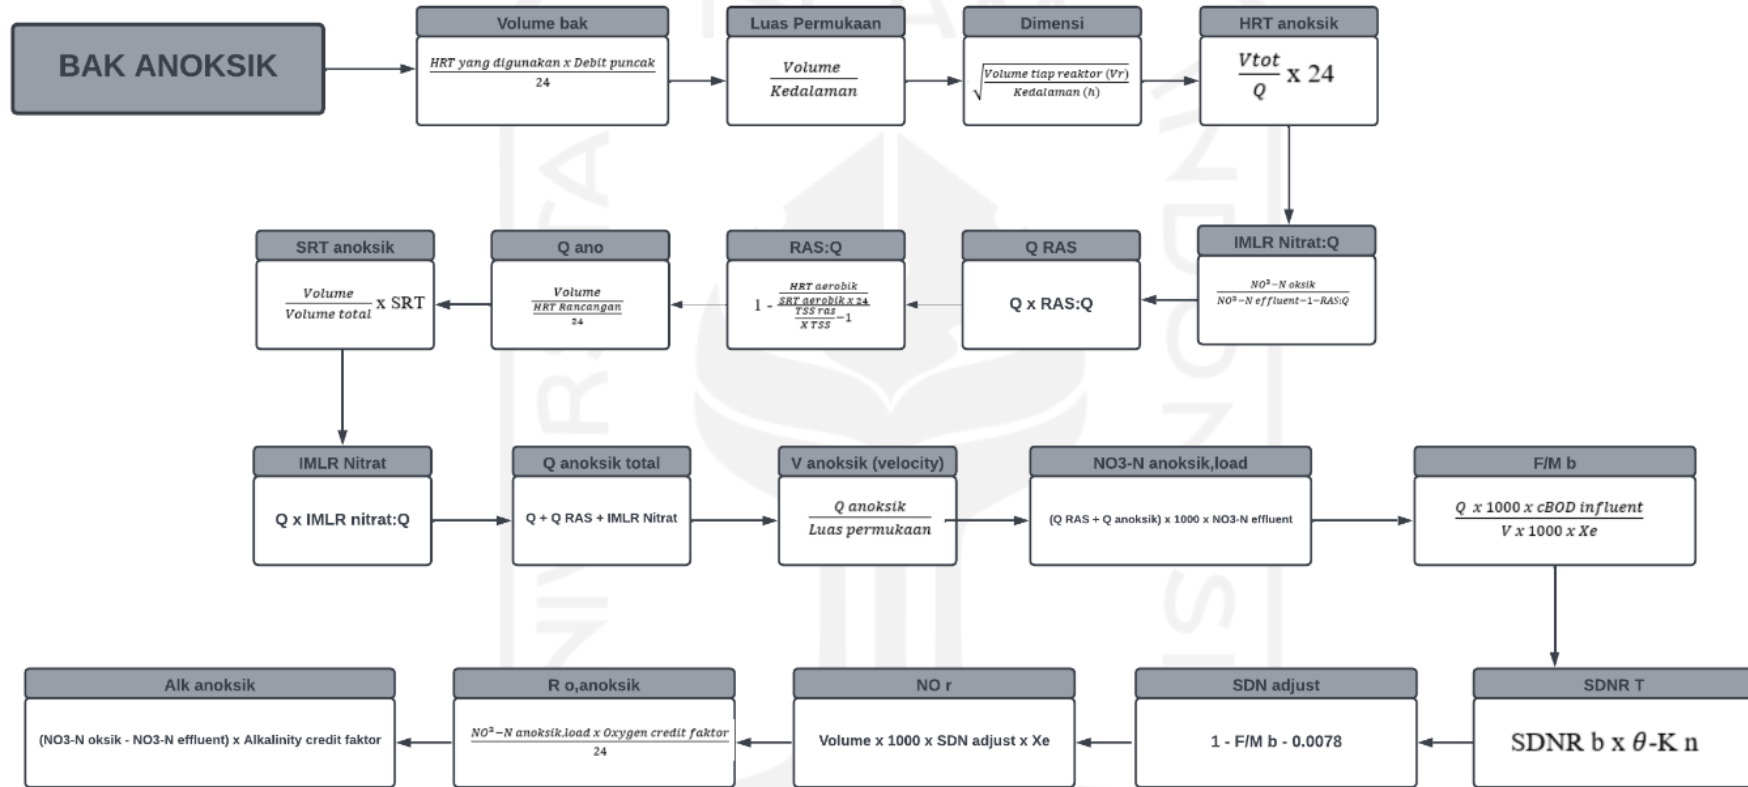 BAK ANOKSIK
Volume bak
HRT yang digunakan x Debit puncak
24
Luas Permukaan
Volume
Kedalaman
Dimensi
√ Volume tiap reaktor (Vr)
Kedalaman (h)
HRT anoksik
Vtot
Q
x 24
IMLR Nitrat:Q
NO³−N oksik
NO³−N effluent−1−RAS:Q
Q RAS
Q x RAS:Q
RAS:Q
HRT aerobik
1 - SRT aerobik x 24
TSS ras
X TSS
−1
Q ano
Volume
HRT Rancangan
24
SRT anoksik
Volume
Volume total
x SRT
IMLR Nitrat
Q x IMLR nitrat:Q
Q anoksik total
Q + Q RAS + IMLR Nitrat
V anoksik (velocity)
Q anoksik
Luas permukaan
NO3-N anoksik,load
(Q RAS + Q anoksik) x 1000 x NO3-N effluent
F/M b
Q x 1000 x cBOD influent
V x 1000 x Xe
SDNR T
SDNR b x θ-K n
SDN adjust
1 - F/M b - 0.0078
NO r
Volume x 1000 x SDN adjust x Xe
R o,anoksik
NO³−N anoksik,load x Oxygen credit faktor
24
Alk anoksik
(NO3-N oksik - NO3-N effluent) x Alkalinity credit faktor